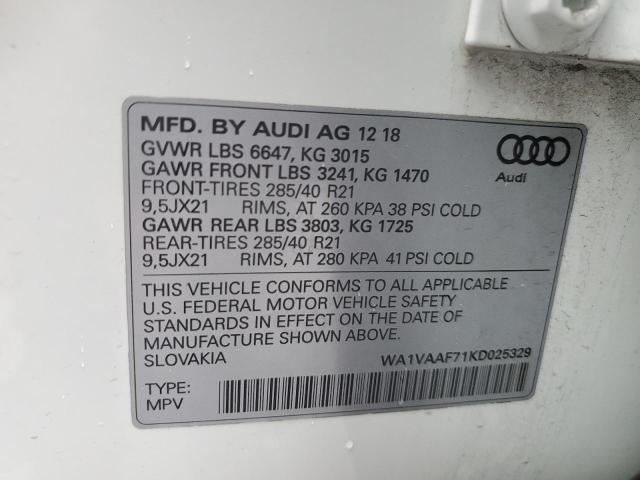 MFD. BY AUDI AG 12 18
GVWR LBS 6647, KG 3015
GAWR FRONT LBS 3241, KG 1470
FRONT-TIRES 285/40 R21
9,5JX21 RIMS, AT 260 KPA 38 PSI COLD
GAWR REAR LBS 3803, KG 1725
REAR-TIRES 285/40 R21
9,5JX21 RIMS, AT 280 KPA 41 PSI COLD
Audi
THIS VEHICLE CONFORMS TO ALL APPLICABLE
U.S. FEDERAL MOTOR VEHICLE SAFETY
STANDARDS IN EFFECT ON THE DATE OF
MANUFACTURE SHOWN ABOVE.
SLOVAKIA WA1VAAF71KD025329
TYPE:
MPV